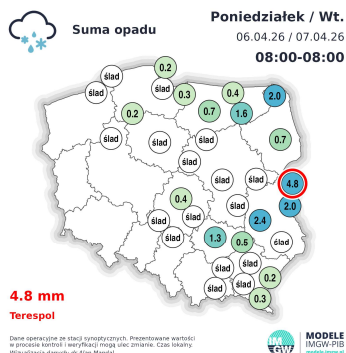 Poniedziałek / Wt.
Suma opadu
06.04.26 / 07.04.26
08:00-08:00
0.2
ślad
ślad
ślad
0.3
0.4
2.0
0.2
0.7
1.6
ślad
ślad
0.7
ślad
ślad
ślad
4.8
0.4
ślad
2.0
ślad
ślad
2.4
ślad
1.3
0.5
ślad
ślad
ślad
0.2
ślad
ślad
0.3
4.8 mm
Terespol
Dane operacyjne ze stacji synoptycznych. Prezentowane wartości
w procesie kontroli i weryfikacji mogą ulec zmianie. Czas lokalny.
IM
GW
MODELE
IMGW-PIB